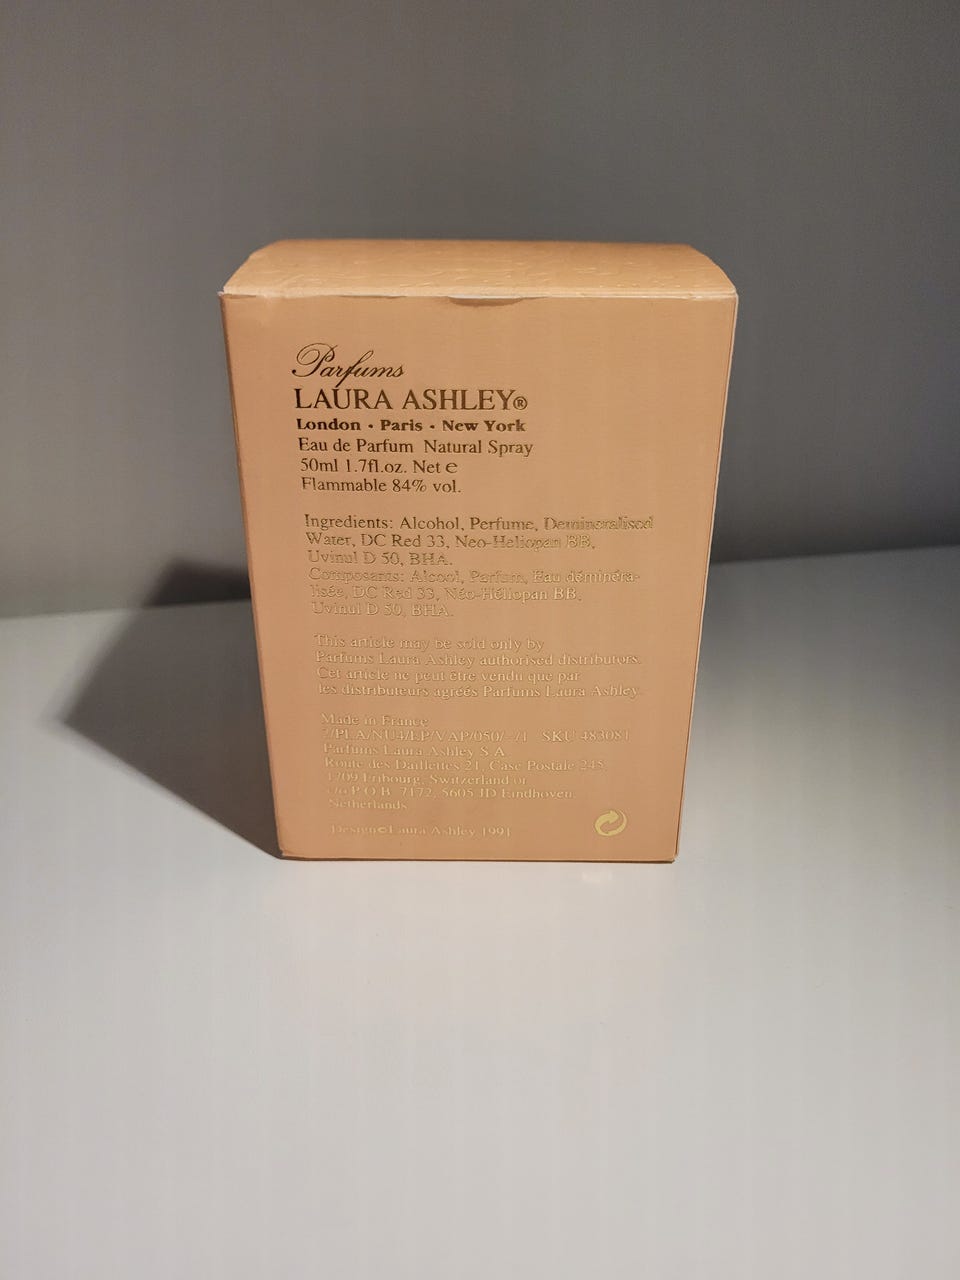 Parfums
LAURA ASHLEY®
London • Paris • New York
Eau de Parfum Natural Spray
50ml 1.7fl.oz. Net ℮
Flammable 84% vol.
Ingredients: Alcohol, Perfume, Demineralised
Water, DC Red 33, Neo-Heliopan BB,
Uvinul D 50, BHA.
Composants: Alcool, Parfum, Eau déminéra-
lisée, DC Red 33, Néo-Héliopan BB,
Uvinul D 50, BHA.
This article may be sold only by
Parfums Laura Ashley authorised distributors.
Cet article ne peut être vendu que par
les distributeurs agréés Parfums Laura Ashley.
Made in France
SKU 483081
Parfums Laura Ashley S.A.
Route des Daillettes 21, Case Postale 245,
1709 Fribourg, Switzerland or
c/o P.O.B. 7172, 5605 JD Eindhoven,
Netherlands
Design © Laura Ashley 1991